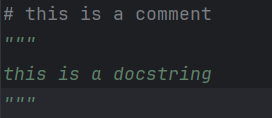 # this is a comment
"""
this is a docstring
"""